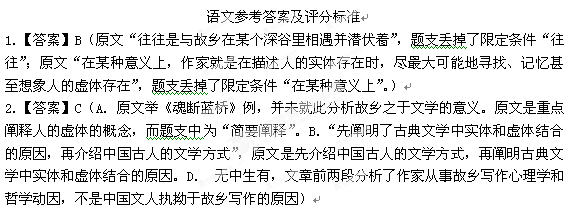 语文参考答案及评分标准
1.【答案】B（原文“往往是与故乡在某个深谷里相遇并潜伏着”，题支丢掉了限定条件“往
往”；原文“在某种意义上，作家就是在描述人的实体存在时，尽最大可能地寻找、记忆甚
至想象人的虚体存在”，题支丢掉了限定条件“在某种意义上”。）
2.【答案】C（A. 原文举《魂断蓝桥》例，并未就此分析故乡之于文学的意义。原文是重点
阐释人的虚体的概念，而题支中为“简要阐释”。B.“先阐明了古典文学中实体和虚体结合
的原因，再介绍中国古人的文学方式”，原文是先介绍中国古人的文学方式，再阐明古典文
学中实体和虚体结合的原因。D. 无中生有，文章前两段分析了作家从事故乡写作心理学和
哲学动因，不是中国文人执拗于故乡写作的原因）